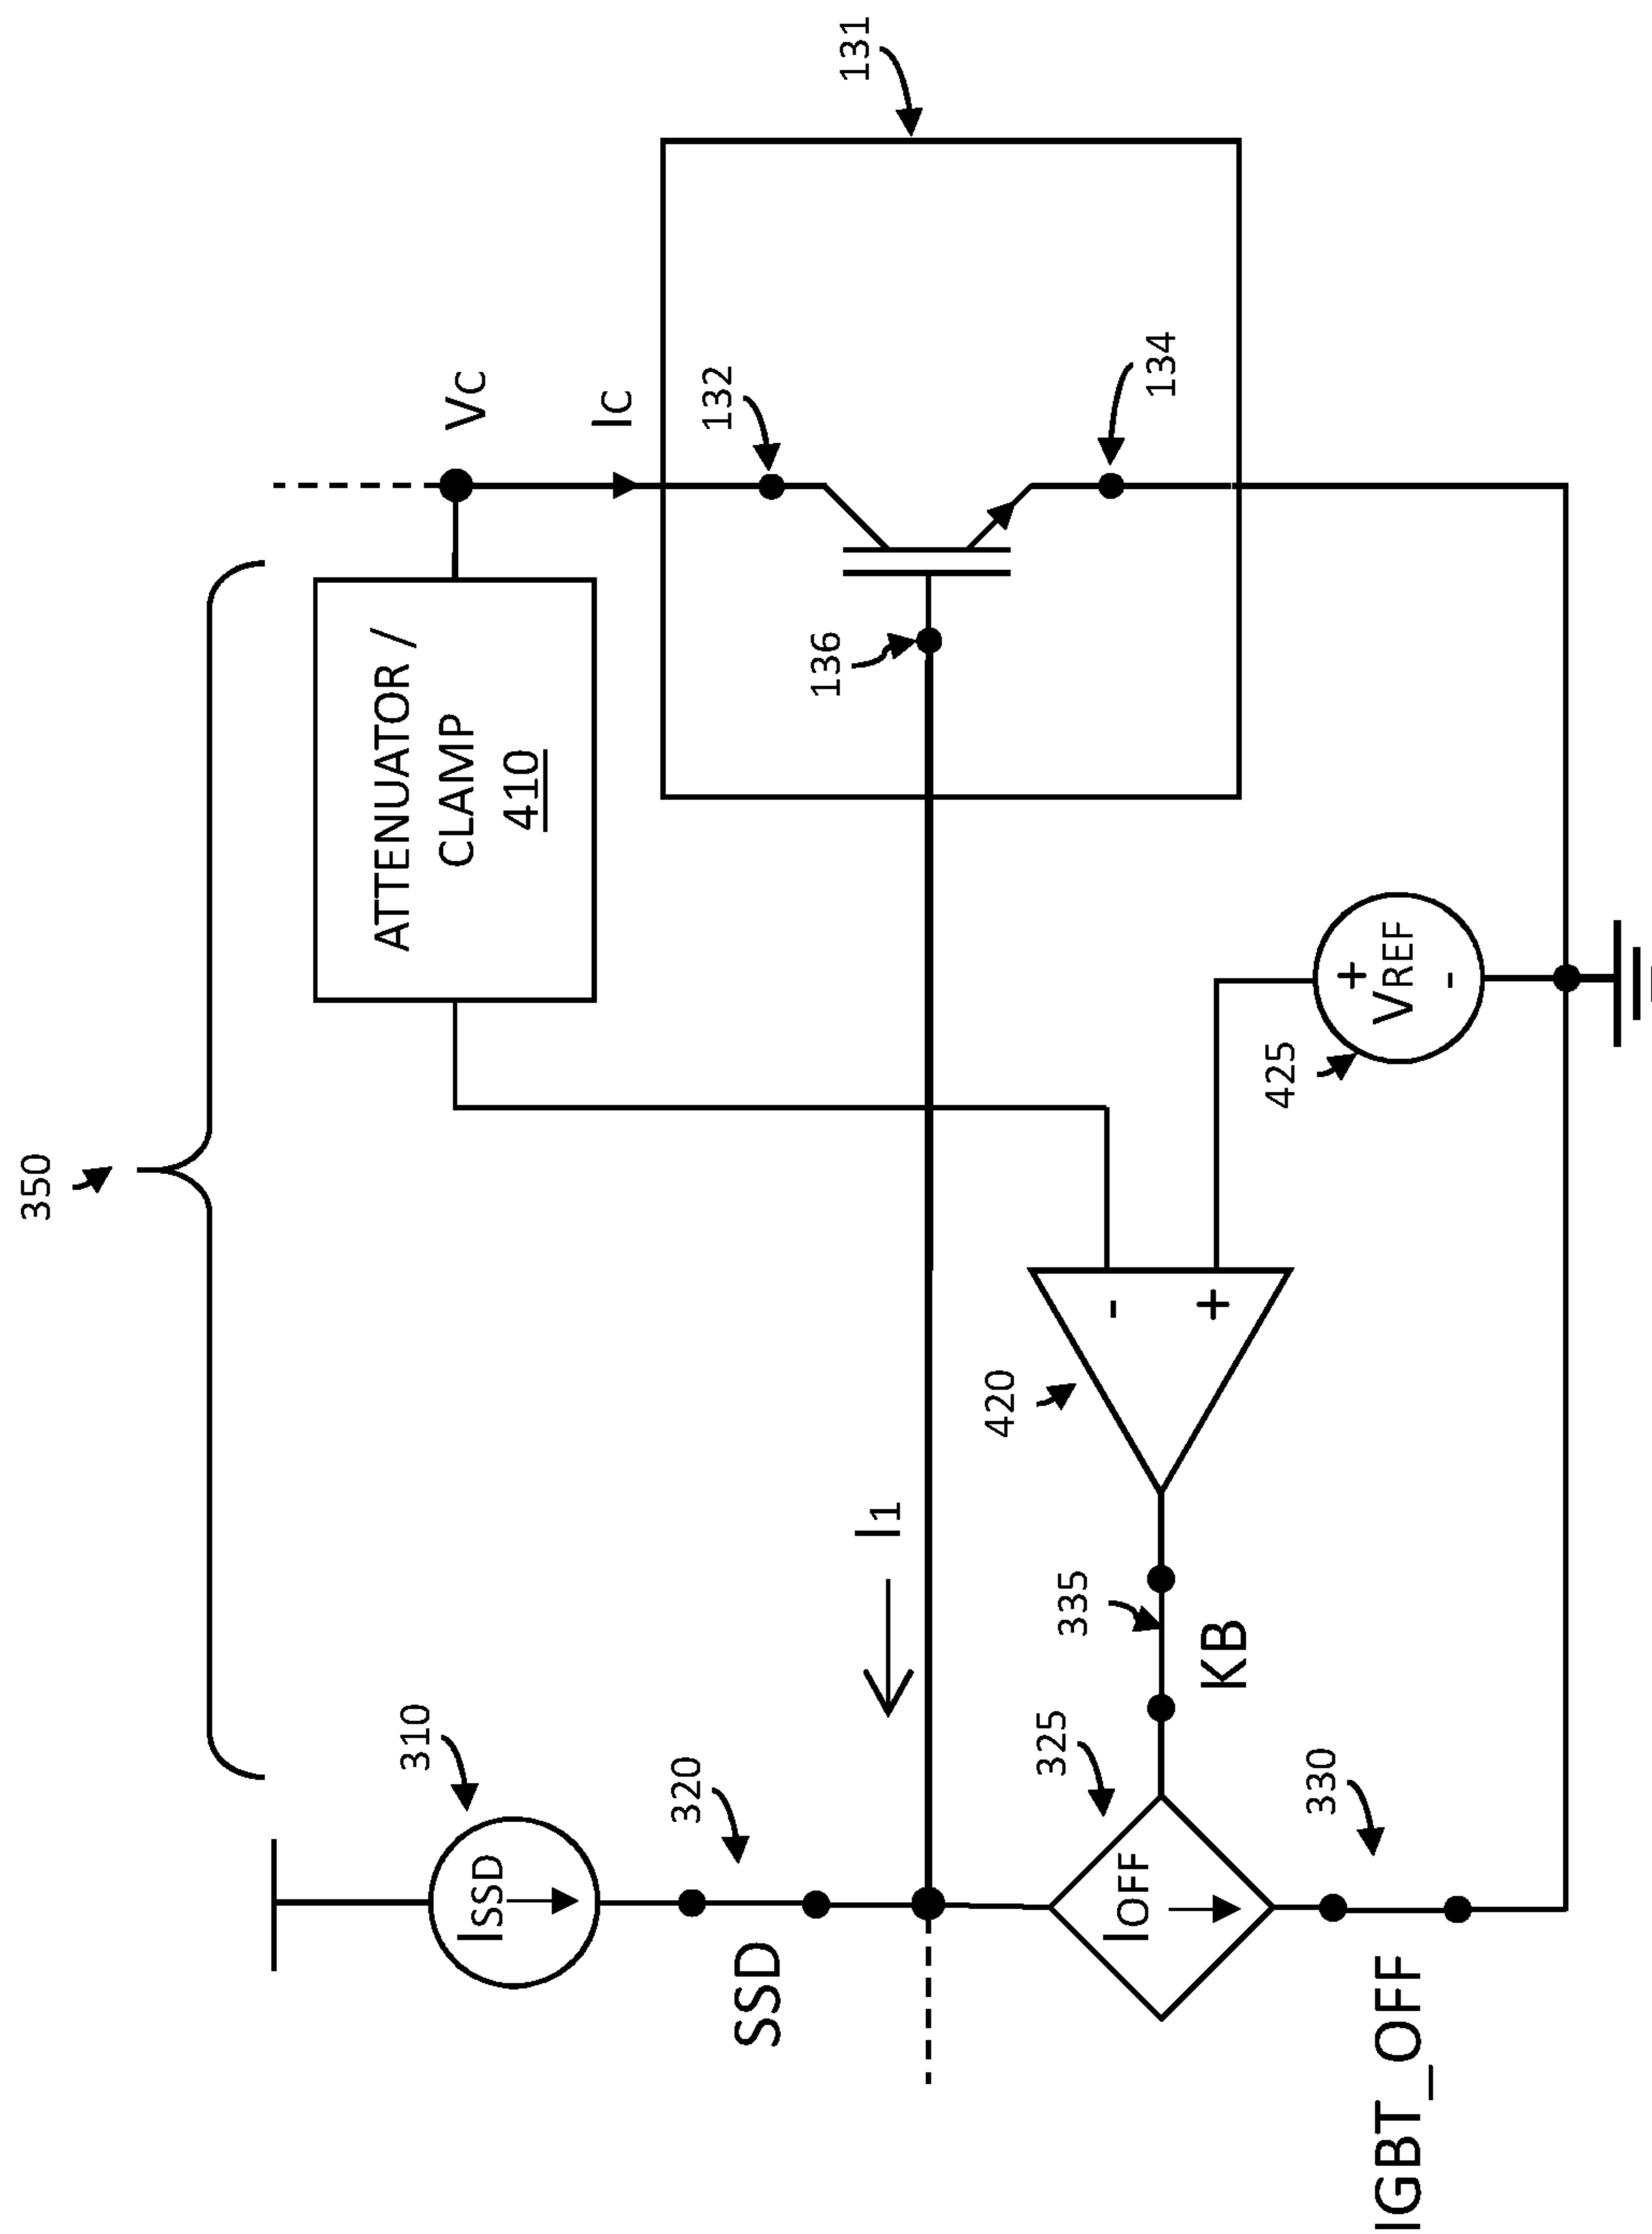 350
310
ISSD
320
SSD
I1
ATTENUATOR /
CLAMP
410
VC
IC
131
132
136
134
325
IOFF
335
KB
420
-
+
425
+
VREF
-
330
IGBT_OFF